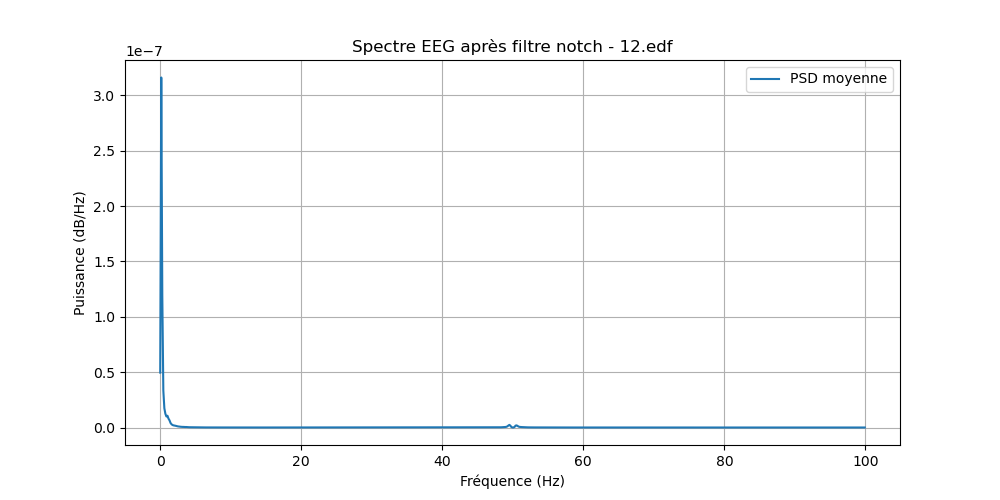 Spectre EEG après filtre notch - 12.edf
1e−7
PSD moyenne
3.0
2.5
2.0
1.5
1.0
0.5
0.0
Puissance (dB/Hz)
0 20 40 60 80 100
Fréquence (Hz)